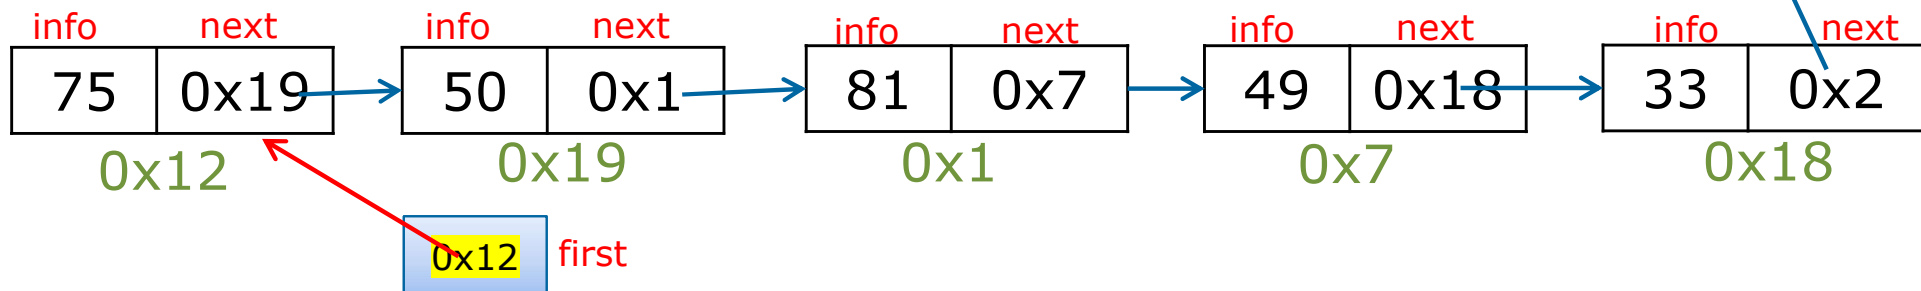 info next info next info next info next info next
75 0x19 50 0x1 81 0x7 49 0x18 33 0x2
0x12 0x19 0x1 0x7 0x18
0x12 first